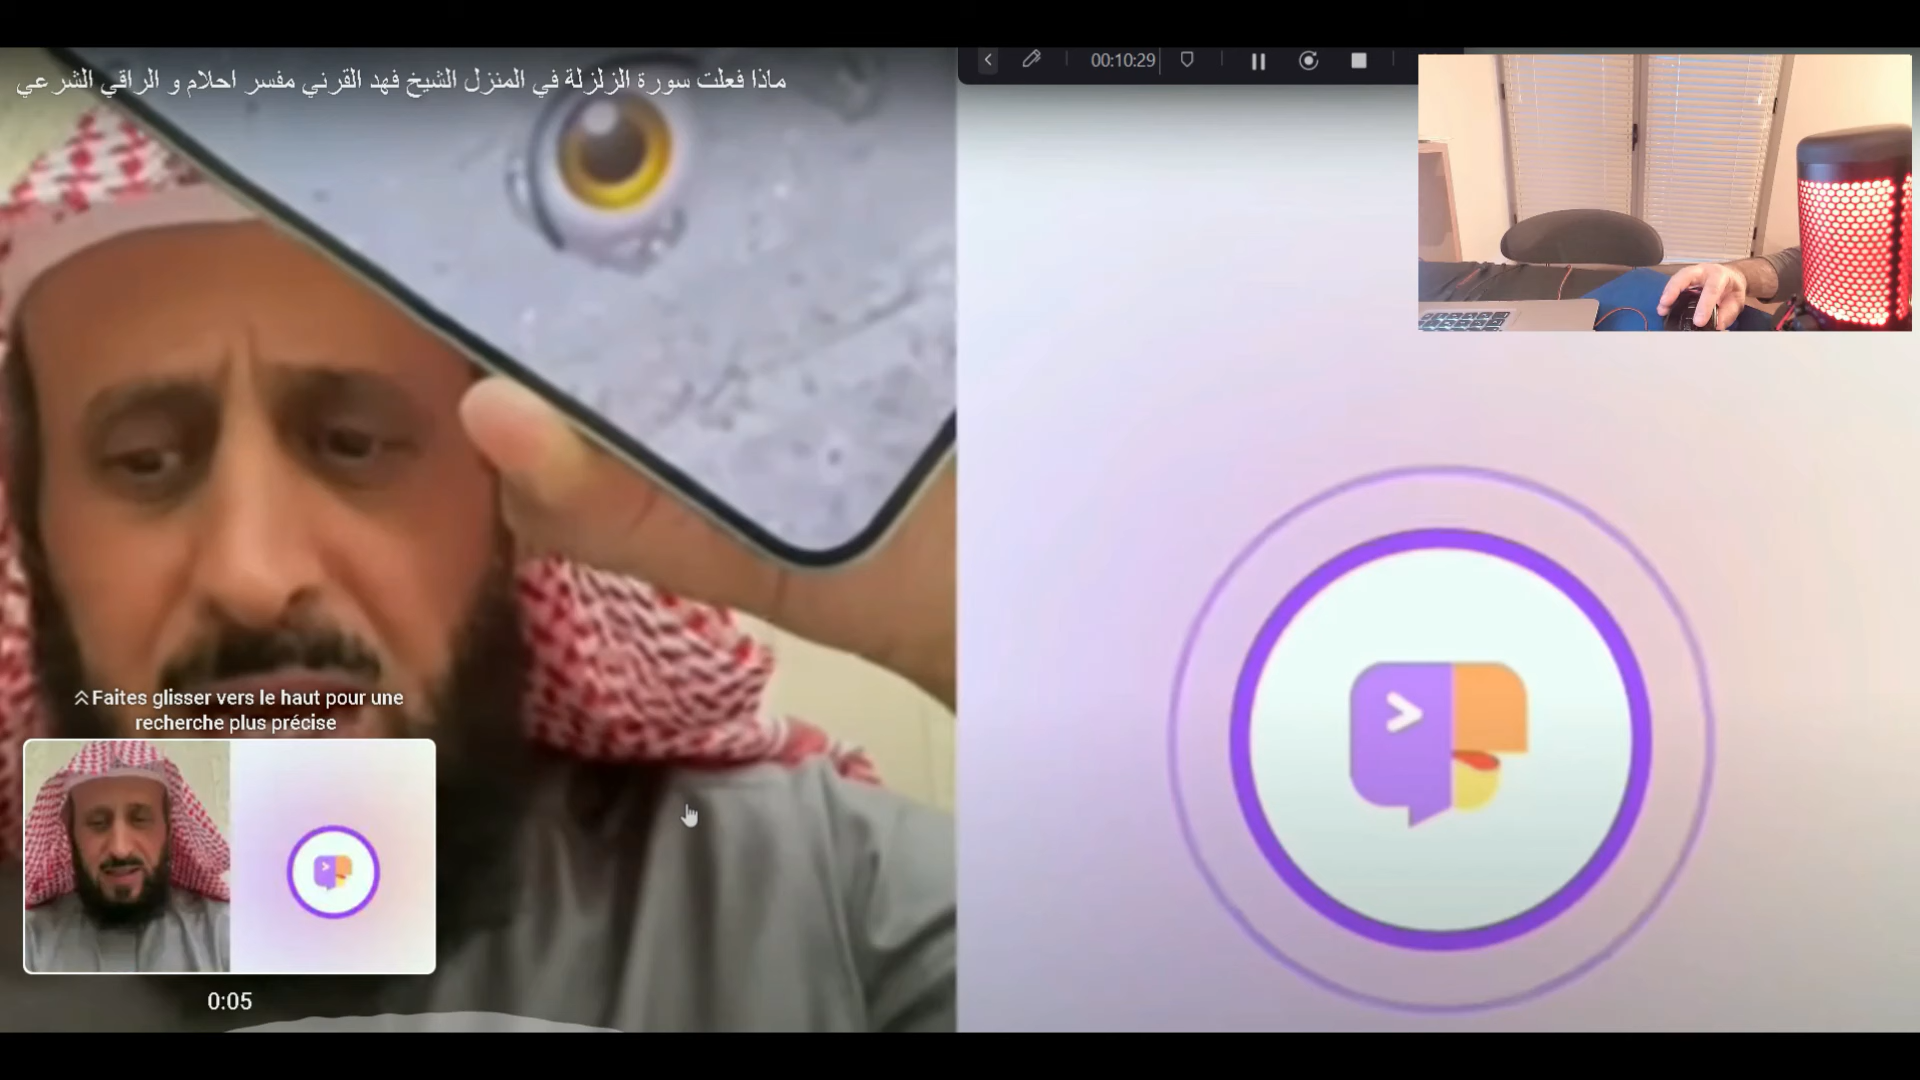 ماذا فعلت سورة الزلزلة في المنزل الشيخ فهد القرني مفسر احلام و الراقي الشرعي
00:10:29
Faites glisser vers le haut pour une
recherche plus précise
0:05